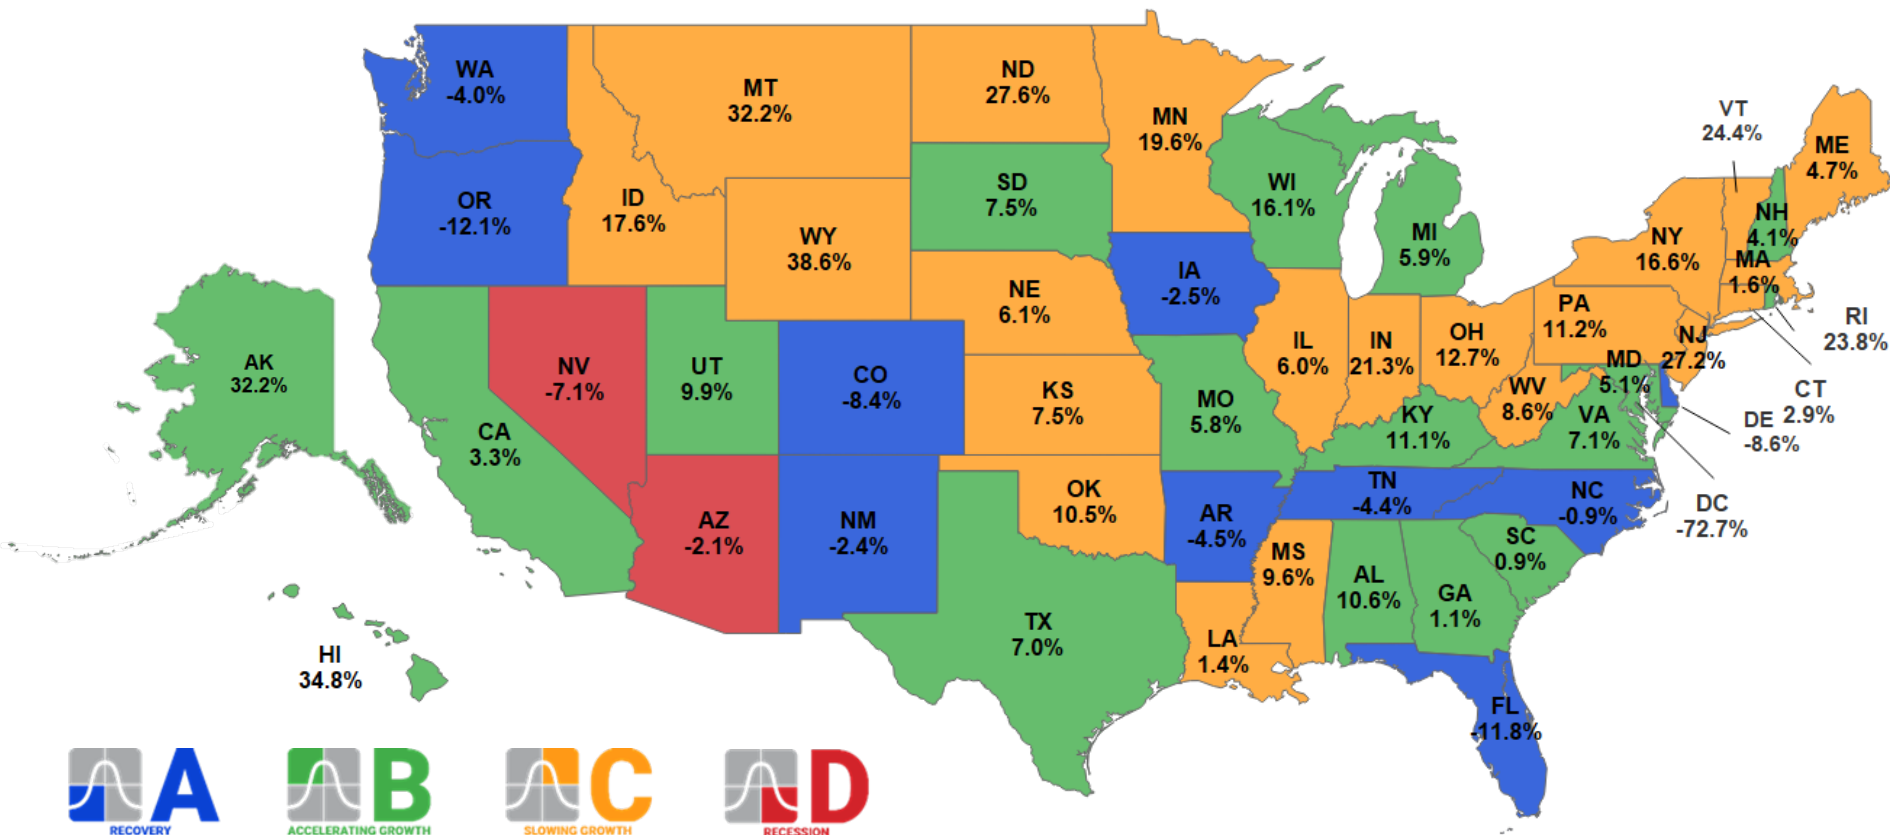 WA
-4.0%
MT
32.2%
ND
27.6%
MN
19.6%
VT
24.4%
ME
4.7%
OR
-12.1%
ID
17.6%
WY
38.6%
SD
7.5%
WI
16.1%
MI
5.9%
NY
16.6%
NH
4.1%
MA
1.6%
RI
23.8%
CT
2.9%
NE
6.1%
IA
-2.5%
IL
6.0%
IN
21.3%
OH
12.7%
PA
11.2%
NJ
27.2%
MD
5.1%
DE
-8.6%
DC
-72.7%
AK
32.2%
NV
-7.1%
UT
9.9%
CO
-8.4%
KS
7.5%
MO
5.8%
KY
11.1%
WV
8.6%
VA
7.1%
CA
3.3%
AZ
-2.1%
NM
-2.4%
OK
10.5%
AR
-4.5%
TN
-4.4%
NC
-0.9%
SC
0.9%
MS
9.6%
AL
10.6%
GA
1.1%
TX
7.0%
LA
1.4%
FL
-11.8%
HI
34.8%
A
RECOVERY
B
ACCELERATING GROWTH
C
SLOWING GROWTH
D
RECESSION